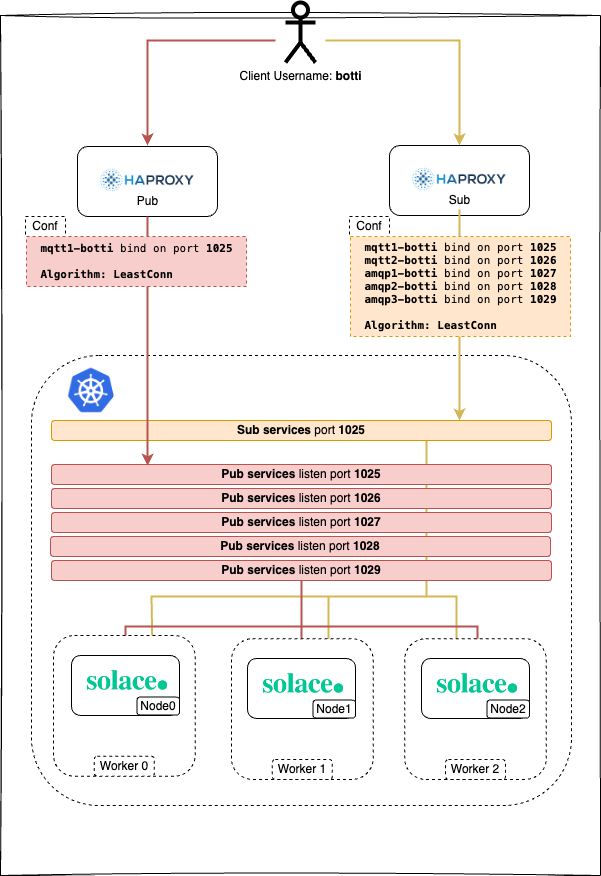 Client Username: botti
HAPROXY
Pub
HAPROXY
Sub
Conf
mqtt1-botti bind on port 1025
Algorithm: LeastConn
Conf
mqtt1-botti bind on port 1025
mqtt2-botti bind on port 1026
amqp1-botti bind on port 1027
amqp2-botti bind on port 1028
amqp3-botti bind on port 1029
Algorithm: LeastConn
Sub services port 1025
Pub services listen port 1025
Pub services listen port 1026
Pub services listen port 1027
Pub services listen port 1028
Pub services listen port 1029
solace.
Node0
Worker 0
solace.
Node1
Worker 1
solace.
Node2
Worker 2